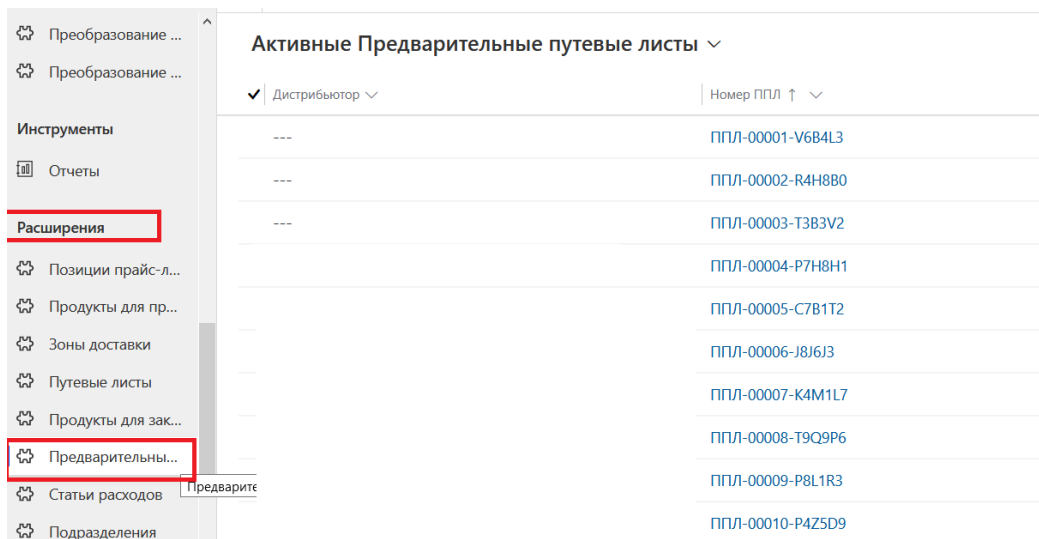 Преобразование ...
Преобразование ...
Инструменты
Отчеты
Расширения
Позиции прайс-л...
Продукты для пр...
Зоны доставки
Путевые листы
Продукты для зак...
Предварительны...
Предварите
Статьи расходов
Подразделения
Активные Предварительные путевые листы
Дистрибьютор Номер ППЛ ↑
--- ППЛ-00001-V6B4L3
--- ППЛ-00002-R4H8B0
--- ППЛ-00003-T3B3V2
ППЛ-00004-P7H8H1
ППЛ-00005-C7B1T2
ППЛ-00006-J8J6J3
ППЛ-00007-K4M1L7
ППЛ-00008-T9Q9P6
ППЛ-00009-P8L1R3
ППЛ-00010-P4Z5D9